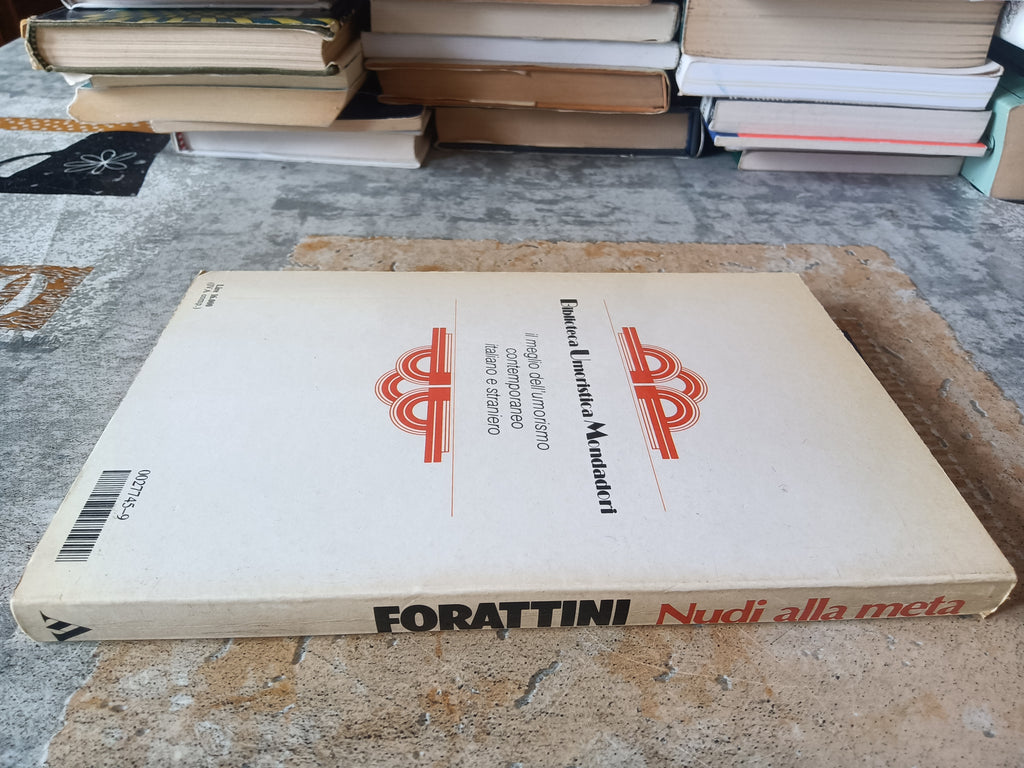 Biblioteca Umoristica Mondadori
il meglio dell'umorismo
contemporaneo
italiano e straniero
0027745-9
FORATTINI Nudi alla meta